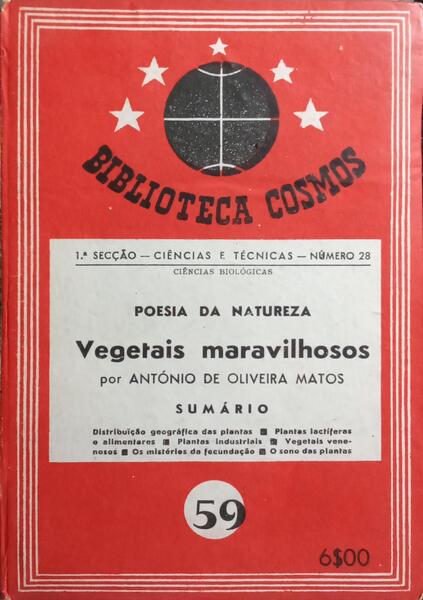 BIBLIOTECA COSMOS
1.ª SECÇÃO — CIÊNCIAS E TÉCNICAS — NÚMERO 28
CIÊNCIAS BIOLÓGICAS
POESIA DA NATUREZA
Vegetais maravilhosos
por ANTÓNIO DE OLIVEIRA MATOS
SUMÁRIO
Distribuïção geográfica das plantas ■ Plantas lactíferas
e alimentares ■ Plantas industriais ■ Vegetais vene-
nosos ■ Os mistérios da fecundação ■ O sono das plantas
59
6$00